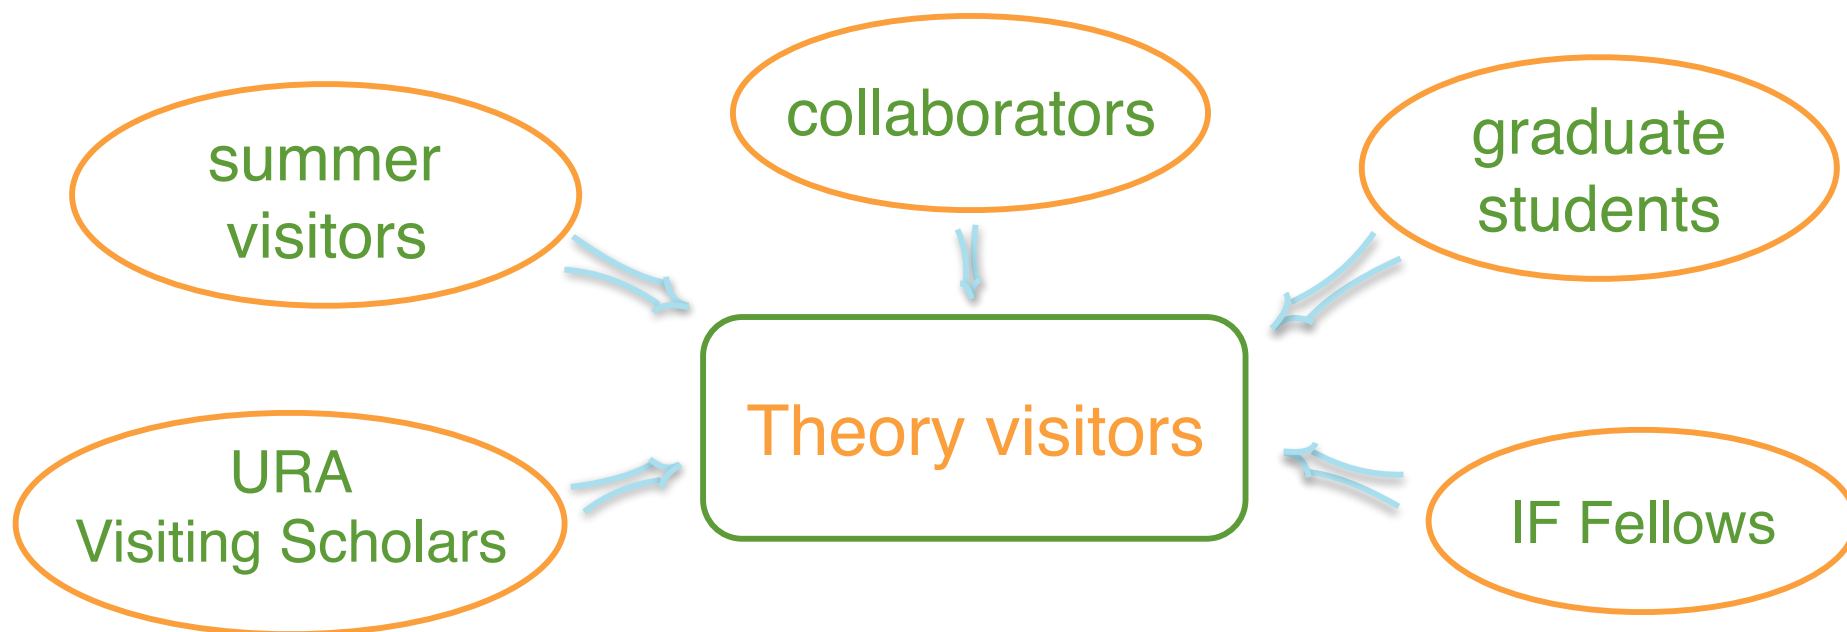 collaborators
summer
visitors
graduate
students
Theory visitors
URA
Visiting Scholars
IF Fellows